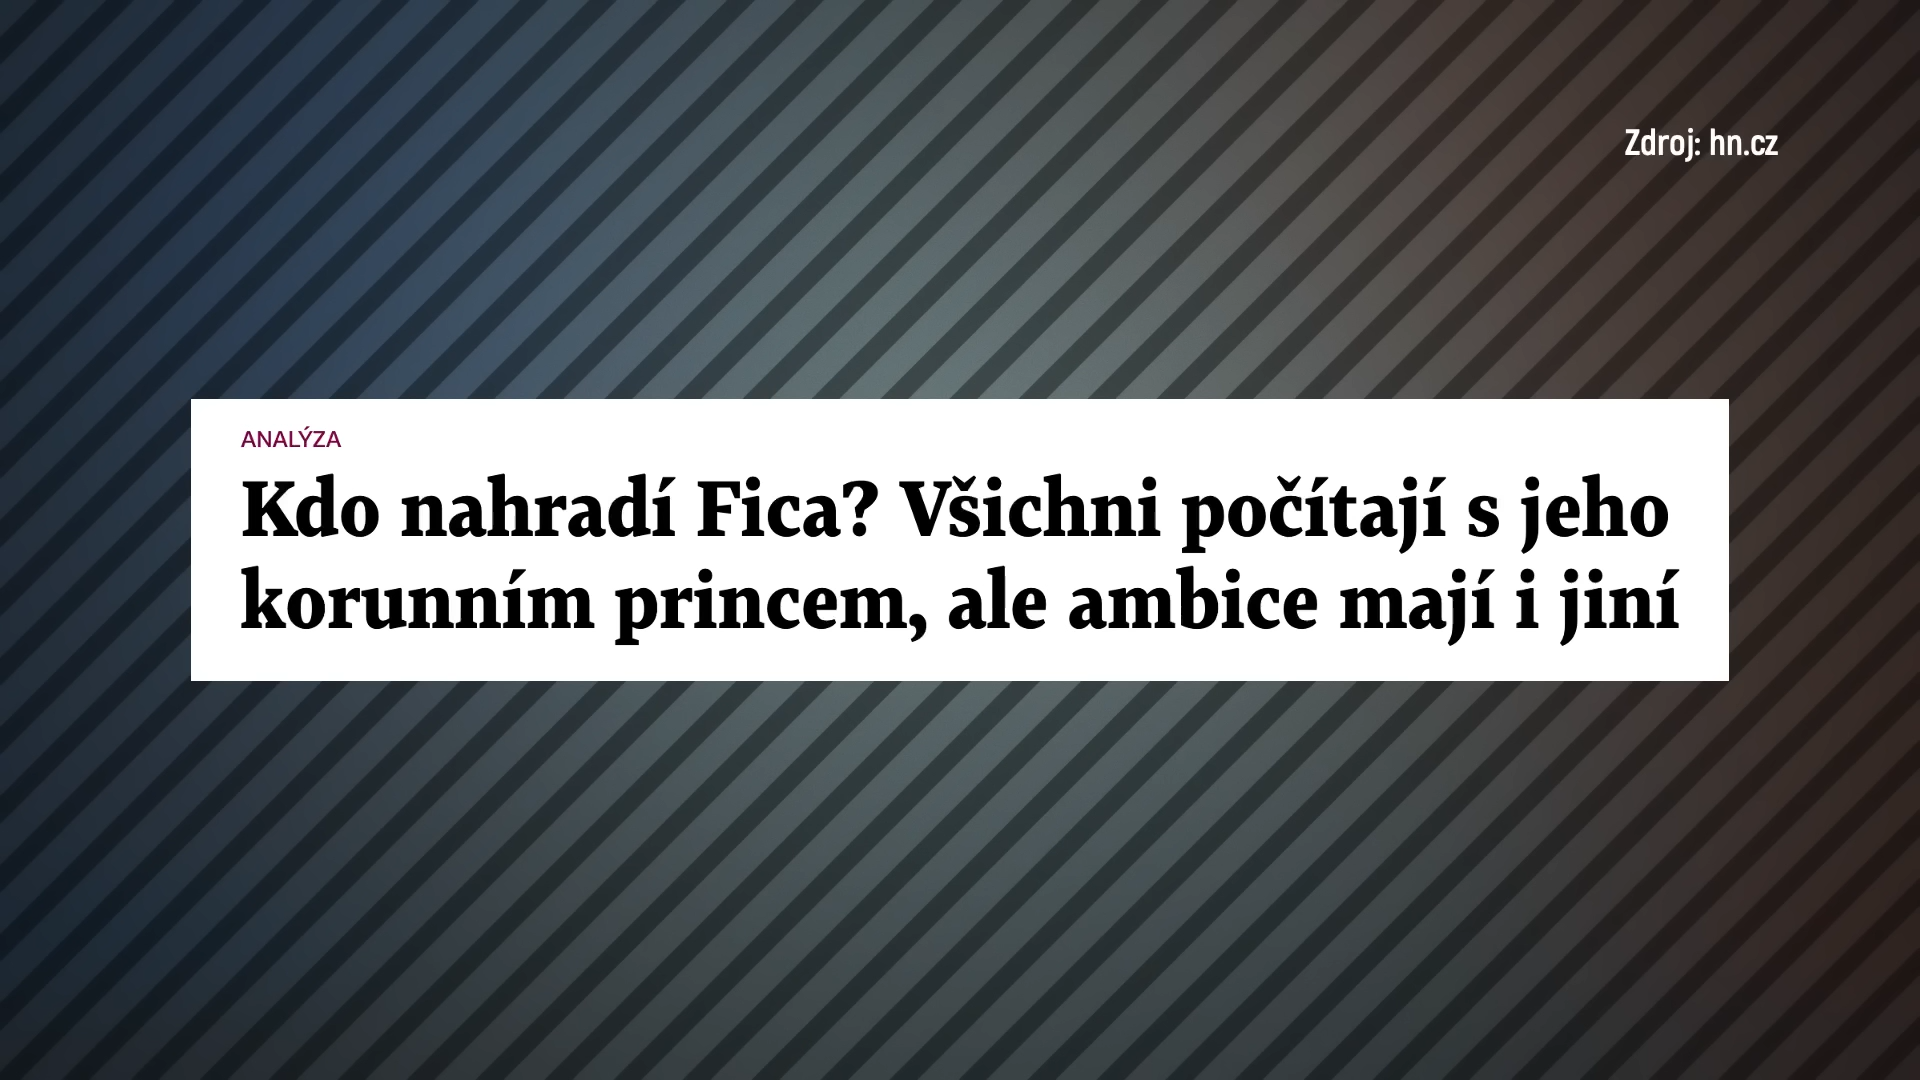 Zdroj: hn.cz
ANALÝZA
Kdo nahradí Fica? Všichni počítají s jeho
korunním princem, ale ambice mají i jiní